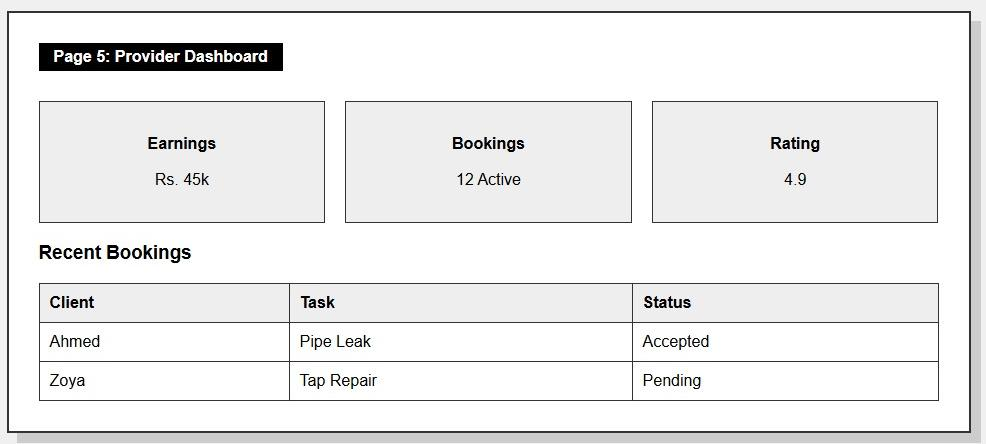 Page 5: Provider Dashboard
Earnings
Rs. 45k
Bookings
12 Active
Rating
4.9
Recent Bookings
Client Task Status
Ahmed Pipe Leak Accepted
Zoya Tap Repair Pending